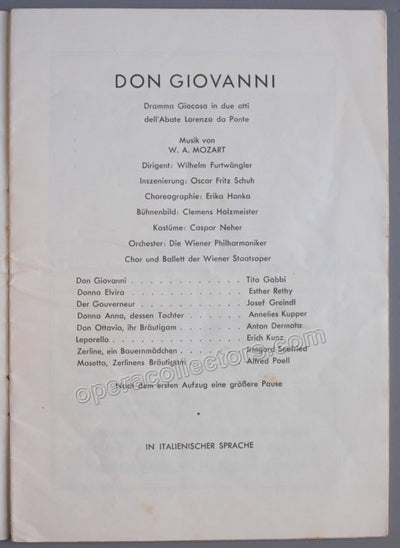 DON GIOVANNI
Dramma Giocosa in due atti
dell'Abate Lorenzo da Ponte
Musik von
W. A. MOZART
Dirigent: Wilhelm Furtwängler
Inszenierung: Oscar Fritz Schuh
Choreographie: Erika Hanka
Bühnenbild: Clemens Holzmeister
Kostüme: Caspar Neher
Orchester: Die Wiener Philharmoniker
Chor und Ballett der Wiener Staatsoper
Don Giovanni . . . . . . . . . . . . Tito Gobbi
Donna Elvira . . . . . . . . . . . . Esther Rethy
Der Gouverneur . . . . . . . . . . Josef Greindl
Donna Anna, dessen Tochter . . . . . . . Annelies Kupper
Don Ottavio, ihr Bräutigam . . . . . . . Anton Dermota
Leporello . . . . . . . . . . . . . Erich Kunz
Zerline, ein Bauernmädchen . . . . . . . Irmgard Seefried
Masetto, Zerlinens Bräutigam . . . . . . Alfred Poell
operacollectors.com
Nach dem ersten Aufzug eine größere Pause
IN ITALIENISCHER SPRACHE